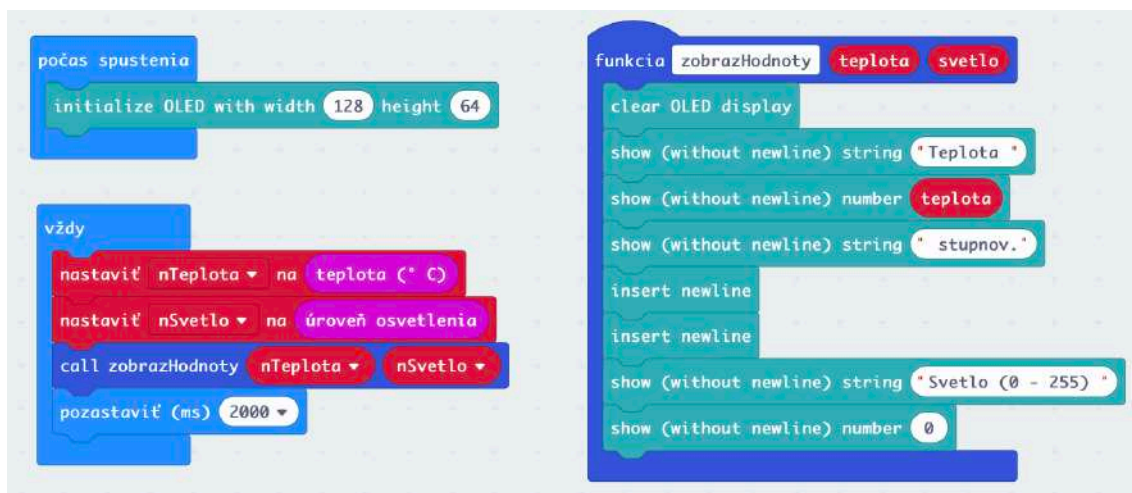 počas spustenia
initialize OLED with width 128 height 64
vždy
nastaviť nTeplota na teplota (° C)
nastaviť nSvetlo na úroveň osvetlenia
call zobrazHodnoty nTeplota nSvetlo
pozastaviť (ms) 2000
funkcia zobrazHodnoty teplota svetlo
clear OLED display
show (without newline) string "Teplota "
show (without newline) number teplota
show (without newline) string " stupnov."
insert newline
insert newline
show (without newline) string "Svetlo (0 - 255) "
show (without newline) number 0